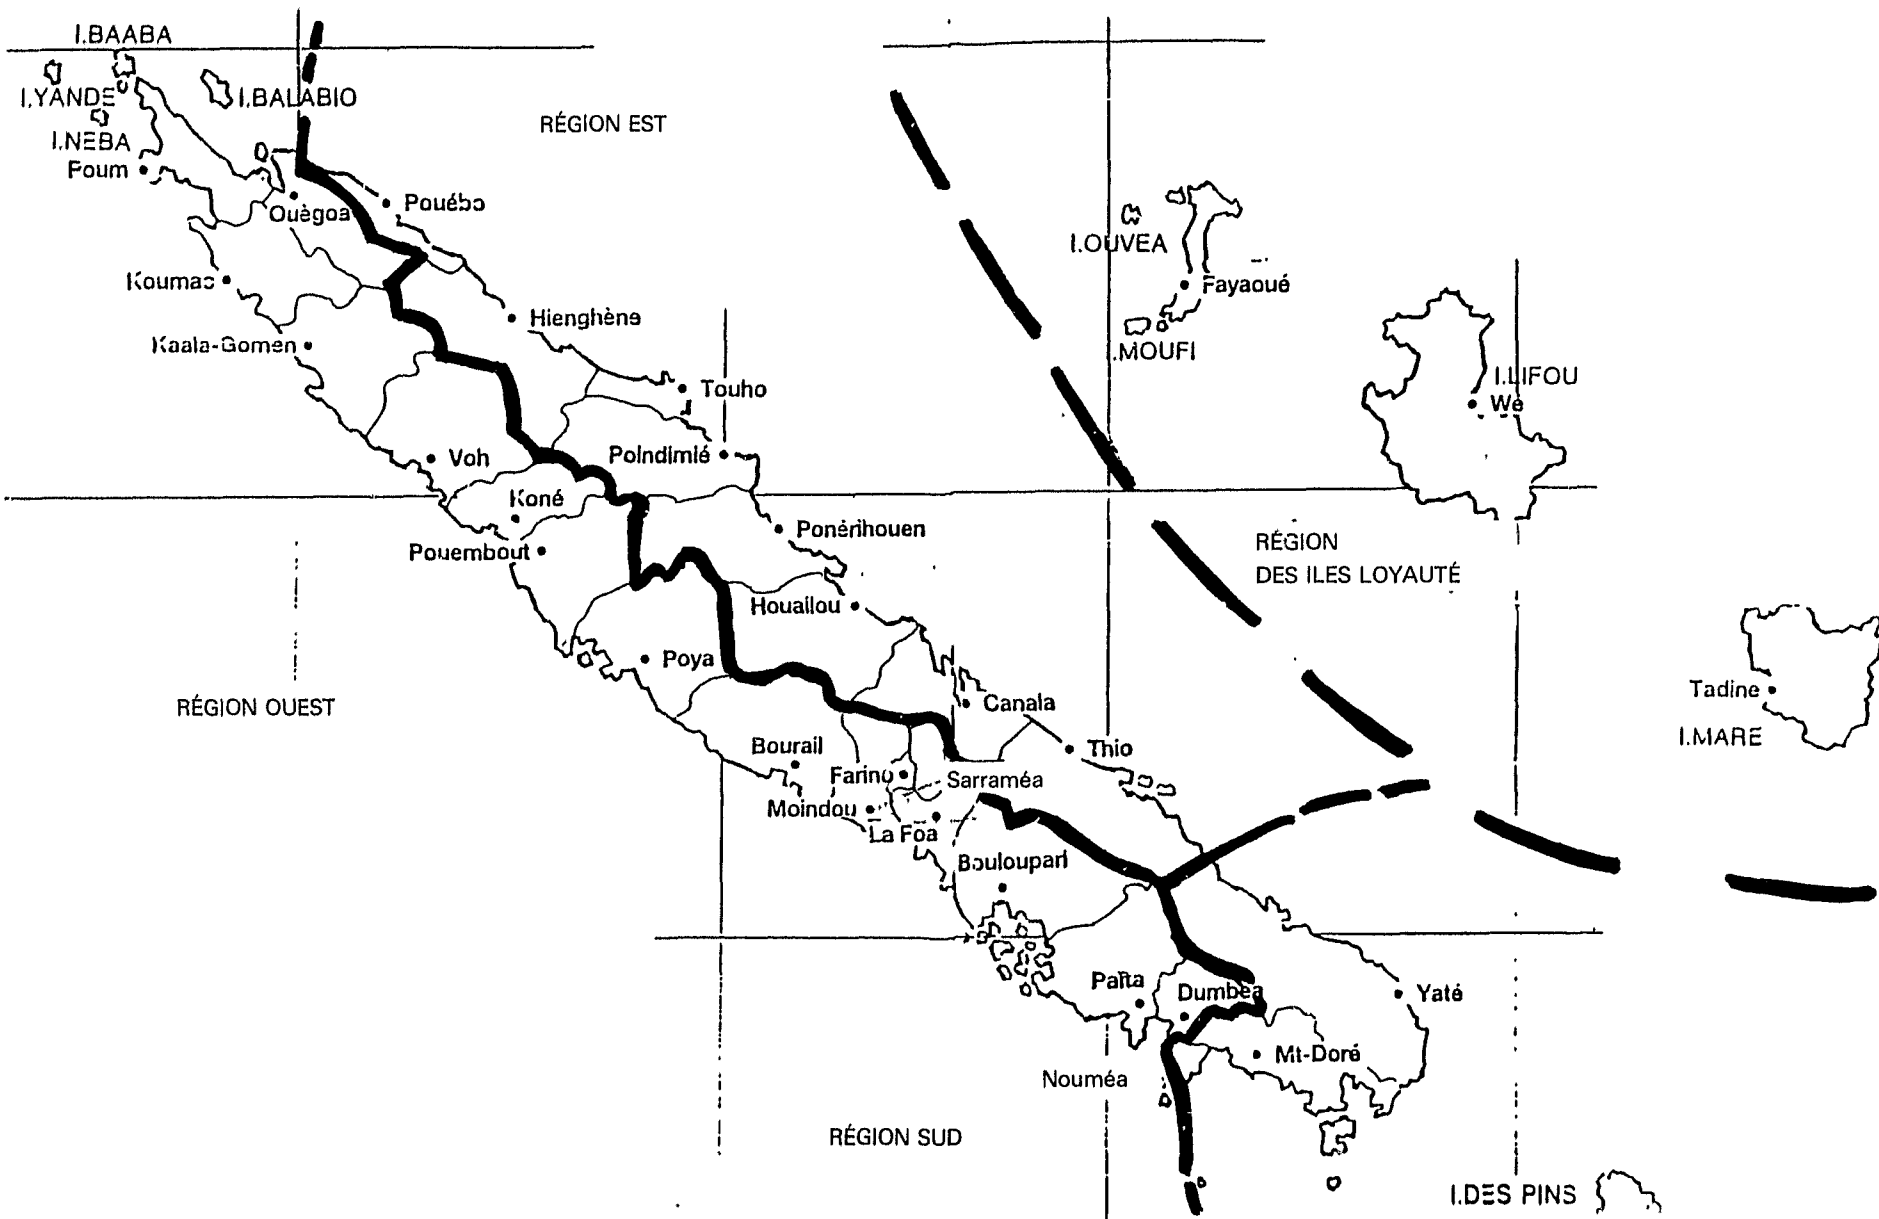 I.BAABA
I.YANDE
I.BALABIO
I.NEBA
RÉGION EST
Poum
Ouègoa
Pouébo
I.OUVEA
Fayaoué
Koumac
Hienghène
Kaala-Gomen
I.MOUFI
I.LIFOU
Touho
Wé
Voh
Poindimié
Koné
Ponérihouen
Pouembout
RÉGION
DES ILES LOYAUTÉ
Houailou
Poya
Tadine
RÉGION OUEST
Canala
I.MARE
Bourail
Thio
Farino
Sarraméa
Moindou
La Foa
Bouloupari
Païta
Dumbéa
Yaté
Mt-Doré
Nouméa
RÉGION SUD
I.DES PINS